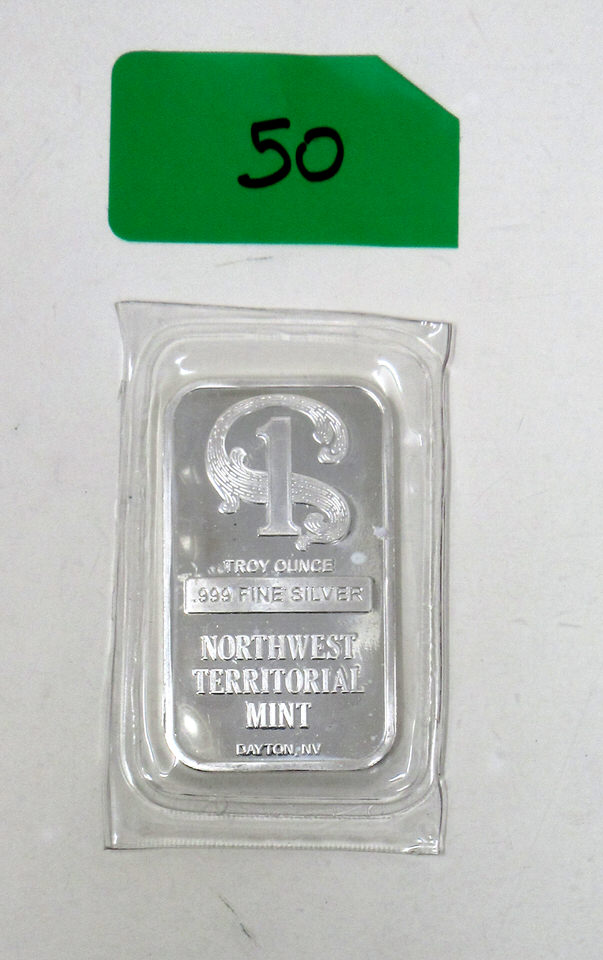 50
1
TROY OUNCE
.999 FINE SILVER
NORTHWEST
TERRITORIAL
MINT
DAYTON, NV